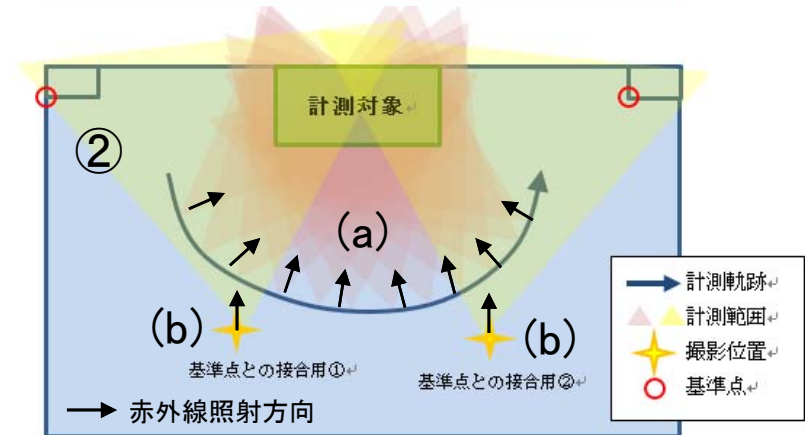 計測対象↵
②
(a)
(b)
(b)
基準点との接合用①↵
基準点との接合用②↵
赤外線照射方向
計測軌跡↵
計測範囲↵
撮影位置↵
基準点↵